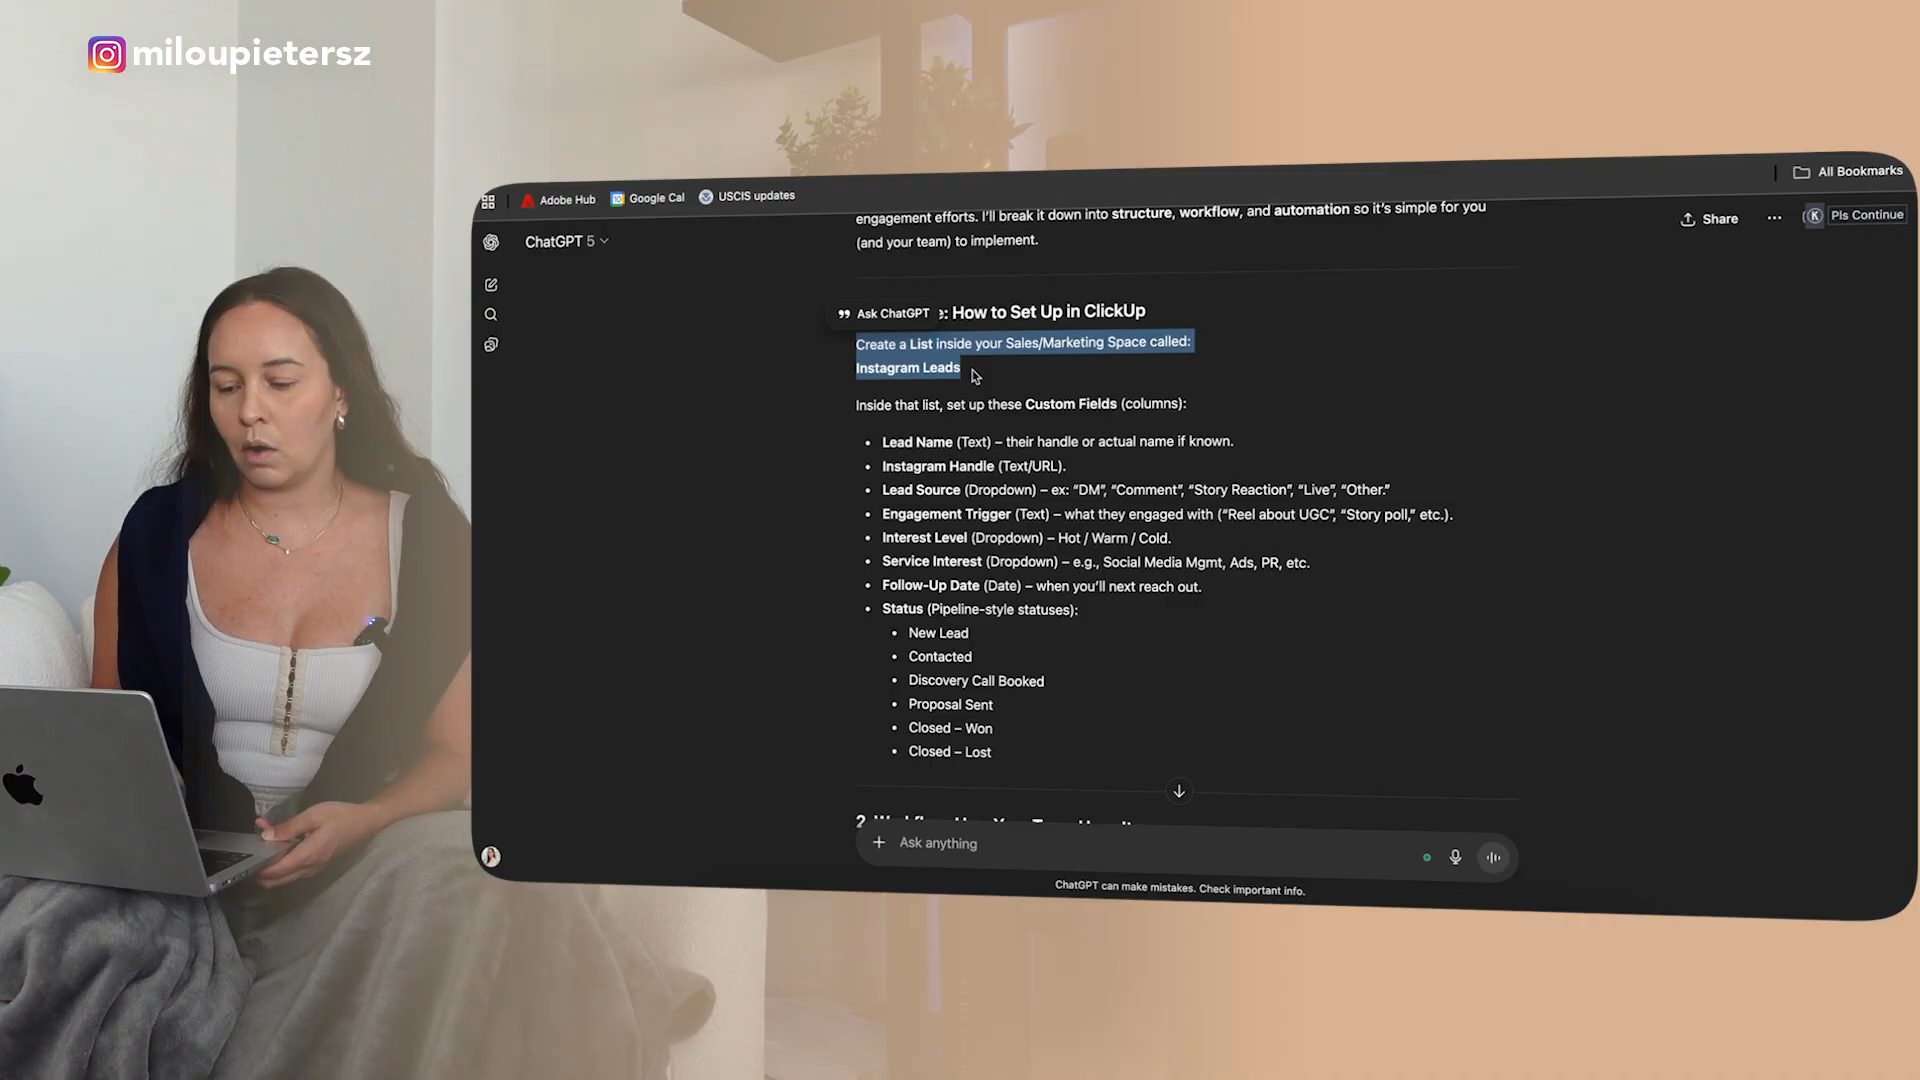 miloupietersz
Adobe Hub Google Cal USCIS updates
All Bookmarks
ChatGPT 5
Share
K Pls Continue
engagement efforts. I’ll break it down into structure, workflow, and automation so it’s simple for you
(and your team) to implement.
Ask ChatGPT
e: How to Set Up in ClickUp
Create a List inside your Sales/Marketing Space called:
Instagram Leads
Inside that list, set up these Custom Fields (columns):
• Lead Name (Text) – their handle or actual name if known.
• Instagram Handle (Text/URL).
• Lead Source (Dropdown) – ex: “DM”, “Comment”, “Story Reaction”, “Live”, “Other.”
• Engagement Trigger (Text) – what they engaged with (“Reel about UGC”, “Story poll,” etc.).
• Interest Level (Dropdown) – Hot / Warm / Cold.
• Service Interest (Dropdown) – e.g., Social Media Mgmt, Ads, PR, etc.
• Follow-Up Date (Date) – when you’ll next reach out.
• Status (Pipeline-style statuses):
• New Lead
• Contacted
• Discovery Call Booked
• Proposal Sent
• Closed – Won
• Closed – Lost
Ask anything
ChatGPT can make mistakes. Check important info.